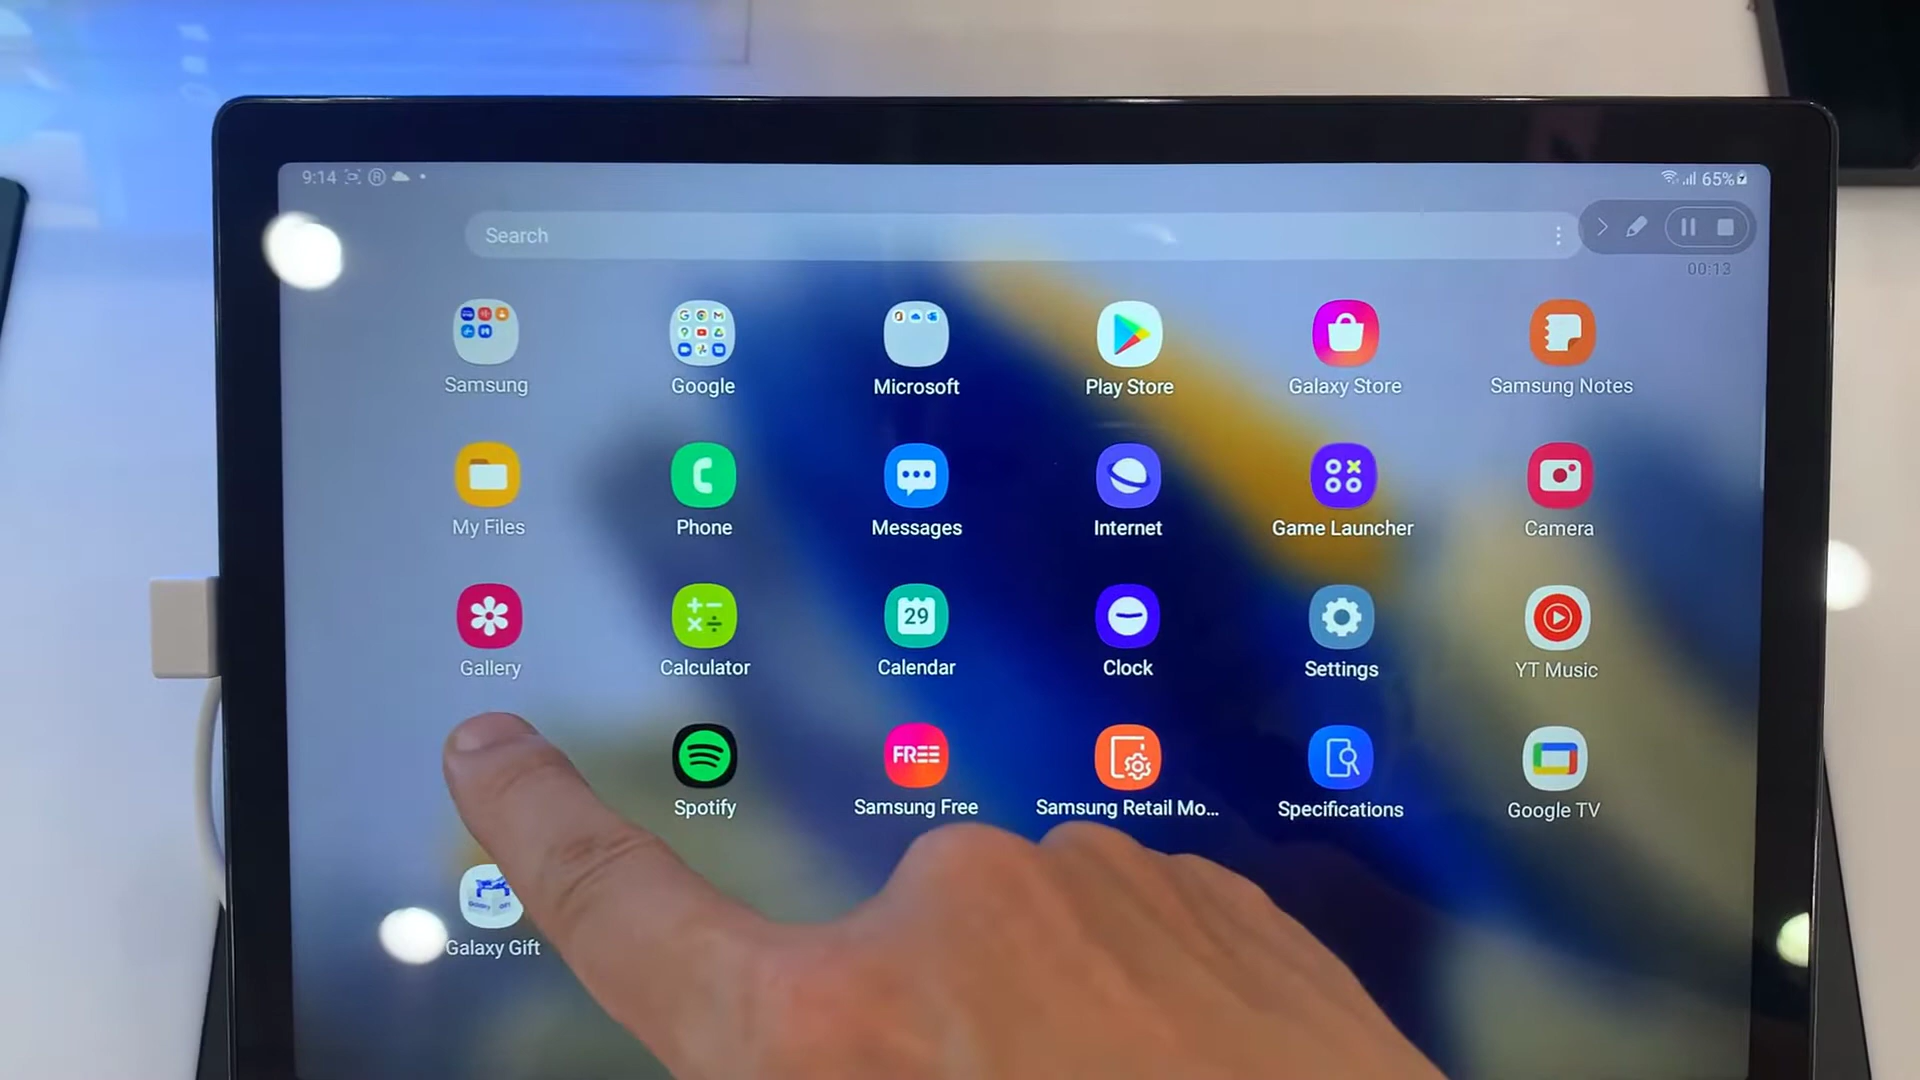 9:14
65%
Search
00:13
Samsung
Google
Microsoft
Play Store
Galaxy Store
Samsung Notes
My Files
Phone
Messages
Internet
Game Launcher
Camera
29
Gallery
Calculator
Calendar
Clock
Settings
YT Music
FREE
Spotify
Samsung Free
Samsung Retail Mo...
Specifications
Google TV
Galaxy Gift